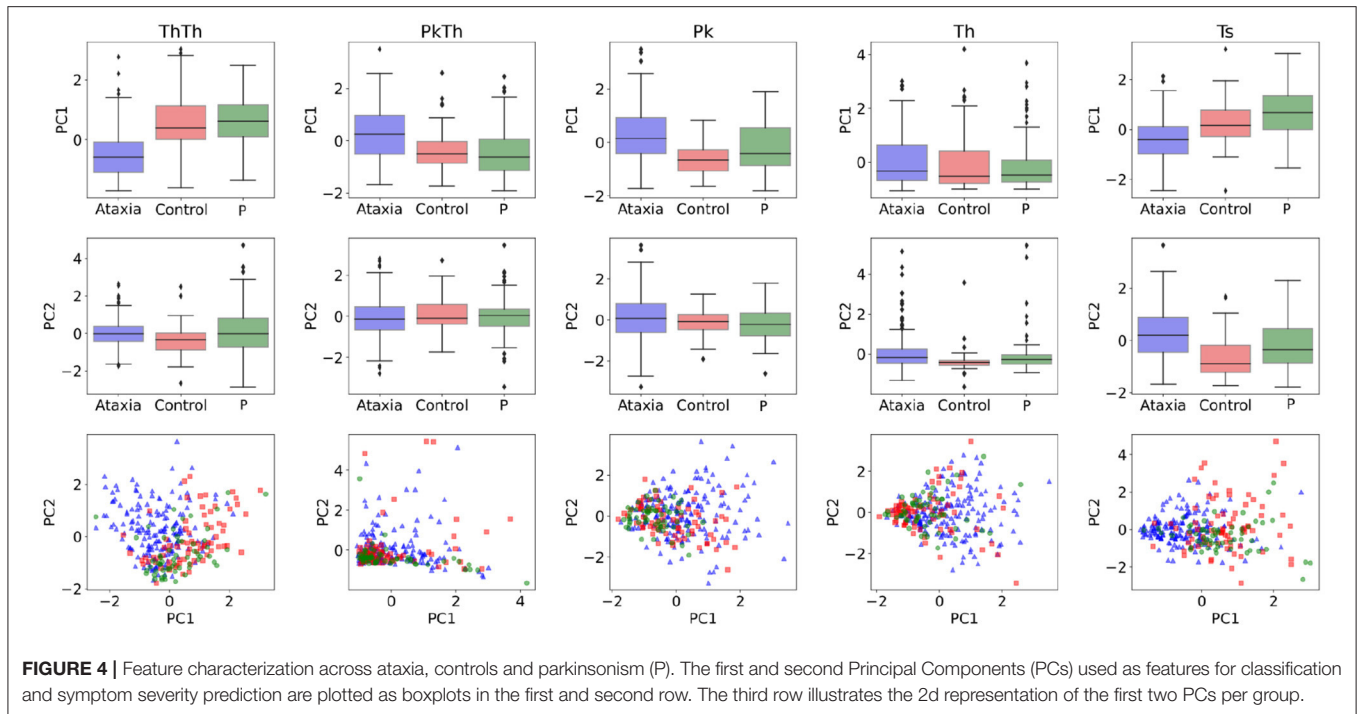 ThTh PkTh Pk Th Ts
PC1 2 0
PC1 2 0 −2
PC1 2 0 −2
PC1 4 2 0
PC1 2 0 −2
Ataxia Control P Ataxia Control P Ataxia Control P Ataxia Control P Ataxia Control P
PC2 4 2 0 −2
PC2 2 0 −2
PC2 2 0 −2
PC2 4 2 0
PC2 2 0 −2
Ataxia Control P Ataxia Control P Ataxia Control P Ataxia Control P Ataxia Control P
PC2 2 0 −2
PC2 4 2 0
PC2 2 0 −2
PC2 2 0 −2
PC2 4 2 0 −2
−2 0 2 0 2 4 −2 0 2 −2 0 2 4 0 2
PC1 PC1 PC1 PC1 PC1
FIGURE 4 | Feature characterization across ataxia, controls and parkinsonism (P). The first and second Principal Components (PCs) used as features for classification
and symptom severity prediction are plotted as boxplots in the first and second row. The third row illustrates the 2d representation of the first two PCs per group.